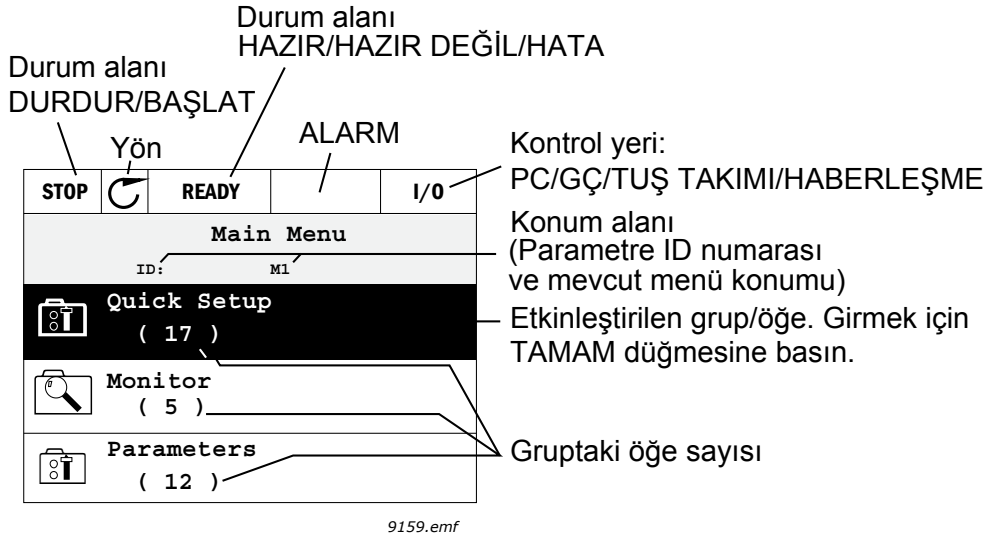 Durum alanı
HAZIR/HAZIR DEĞİL/HATA
Durum alanı
DURDUR/BAŞLAT
Yön
ALARM
Kontrol yeri:
PC/GÇ/TUŞ TAKIMI/HABERLEŞME
STOP READY I/O
Konum alanı
(Parametre ID numarası
ve mevcut menü konumu)
Main Menu
ID: M1
Quick Setup
( 17 )
Etkinleştirilen grup/öğe. Girmek için
TAMAM düğmesine basın.
Monitor
( 5 )
Parameters
( 12 )
Gruptaki öğe sayısı
9159.emf